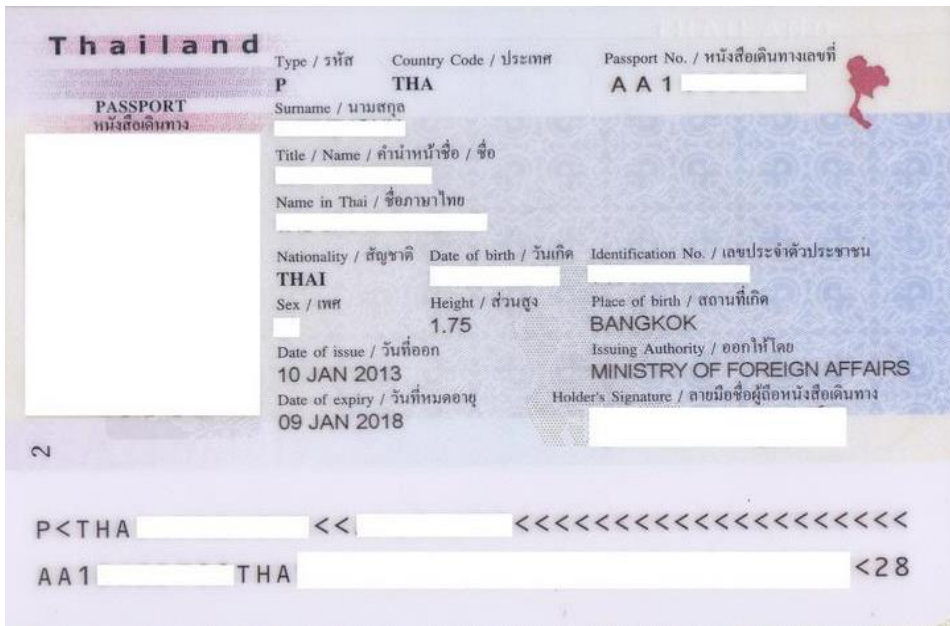 Thailand
PASSPORT
หนังสือเดินทาง
Type / รหัส
P
Country Code / ประเทศ
THA
Passport No. / หนังสือเดินทางเลขที่
A A 1
Surname / นามสกุล
Title / Name / คำนำหน้าชื่อ / ชื่อ
Name in Thai / ชื่อภาษาไทย
Nationality / สัญชาติ
THAI
Date of birth / วันเกิด
Identification No. / เลขประจำตัวประชาชน
Sex / เพศ
Height / ส่วนสูง
1.75
Place of birth / สถานที่เกิด
BANGKOK
Date of issue / วันที่ออก
10 JAN 2013
Issuing Authority / ออกให้โดย
MINISTRY OF FOREIGN AFFAIRS
Date of expiry / วันที่หมดอายุ
09 JAN 2018
Holder's Signature / ลายมือชื่อผู้ถือหนังสือเดินทาง
2
P<THA <<. <<<<<<<<<<<<<<<<<<<<<
AA1 THA <28